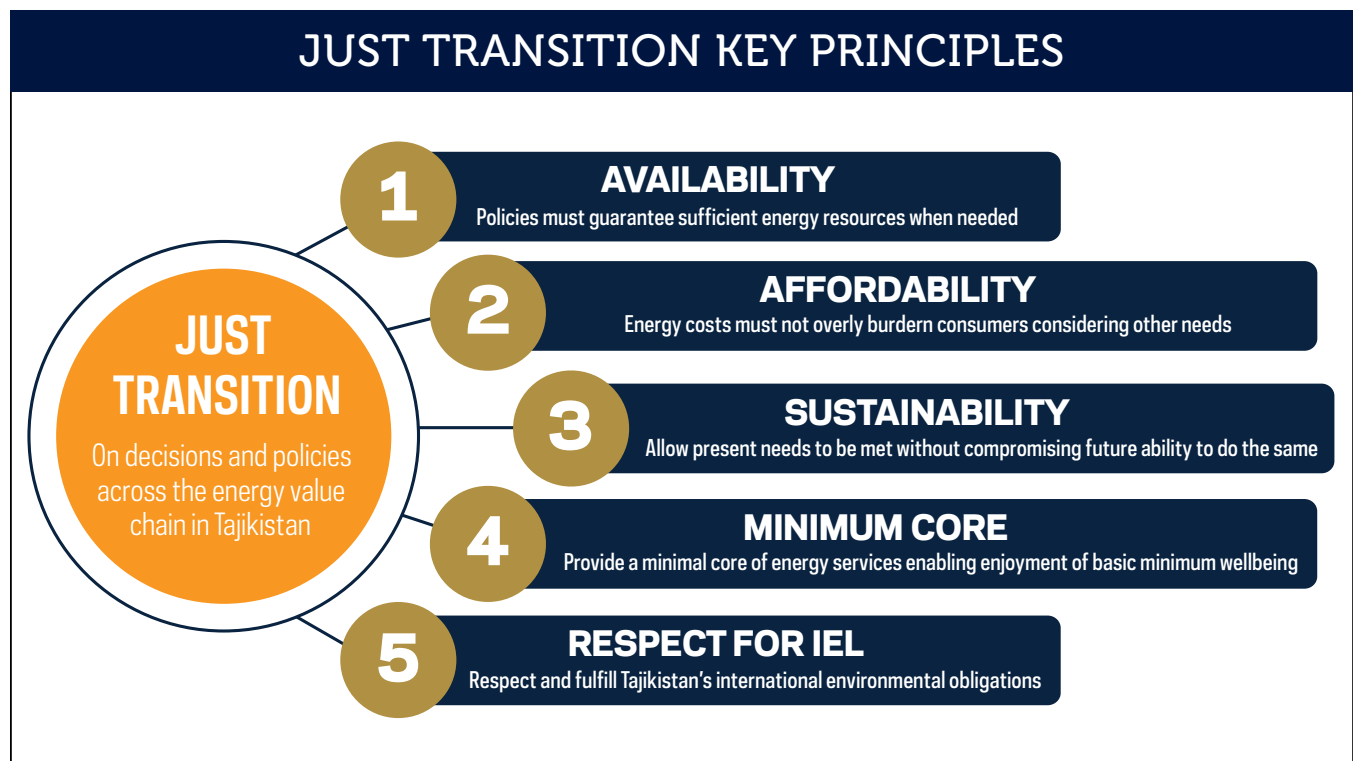 JUST TRANSITION KEY PRINCIPLES
JUST
TRANSITION
On decisions and policies
across the energy value
chain in Tajikistan
1
AVAILABILITY
Policies must guarantee sufficient energy resources when needed
2
AFFORDABILITY
Energy costs must not overly burdern consumers considering other needs
3
SUSTAINABILITY
Allow present needs to be met without compromising future ability to do the same
4
MINIMUM CORE
Provide a minimal core of energy services enabling enjoyment of basic minimum wellbeing
5
RESPECT FOR IEL
Respect and fulfill Tajikistan's international environmental obligations